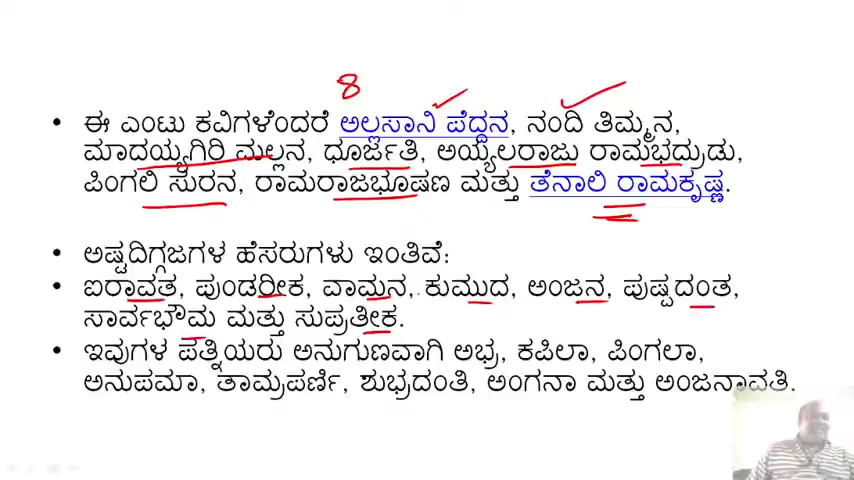 8
• ಈ ಎಂಟು ಕವಿಗಳೆಂದರೆ ಅಲ್ಲಸಾನಿ ಪೆದ್ದನ, ನಂದಿ ತಿಮ್ಮನ,
ಮಾದಯ್ಯಗಿರಿ ಮಲ್ಲನ, ಧೂರ್ಜತಿ, ಅಯ್ಯಲರಾಜು ರಾಮಭದ್ರುಡು,
ಪಿಂಗಲಿ ಸುರನ, ರಾಮರಾಜಭೂಷಣ ಮತ್ತು ತೆನಾಲಿ ರಾಮಕೃಷ್ಣ.
• ಅಷ್ಟದಿಗ್ಗಜಗಳ ಹೆಸರುಗಳು ಇಂತಿವೆ:
• ಐರಾವತ, ಪುಂಡರೀಕ, ವಾಮನ, ಕುಮುದ, ಅಂಜನ, ಪುಷ್ಪದಂತ,
ಸಾರ್ವಭೌಮ ಮತ್ತು ಸುಪ್ರತೀಕ.
• ಇವುಗಳ ಪತ್ನಿಯರು ಅನುಗುಣವಾಗಿ ಅಭ್ರ, ಕಪಿಲಾ, ಪಿಂಗಲಾ,
ಅನುಪಮಾ, ತಾಮ್ರಪರ್ಣಿ, ಶುಭ್ರದಂತಿ, ಅಂಗನಾ ಮತ್ತು ಅಂಜನಾವತಿ.